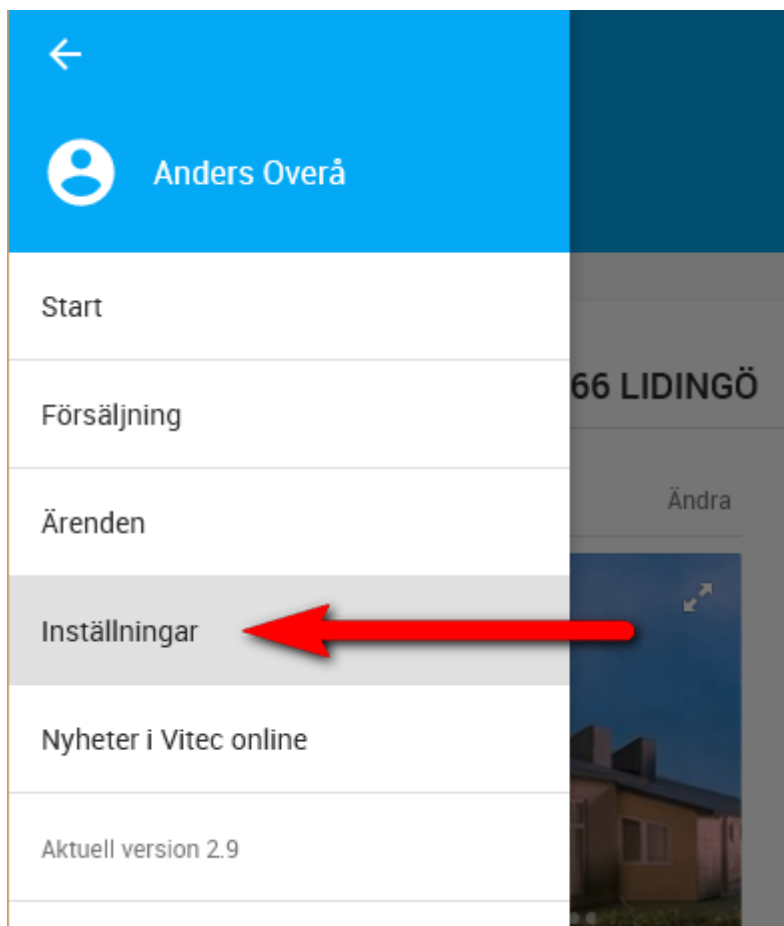 Anders Overå
Start
Försäljning
66 LIDINGÖ
Ärenden
Ändra
Inställningar
Nyheter i Vitec online
Aktuell version 2.9